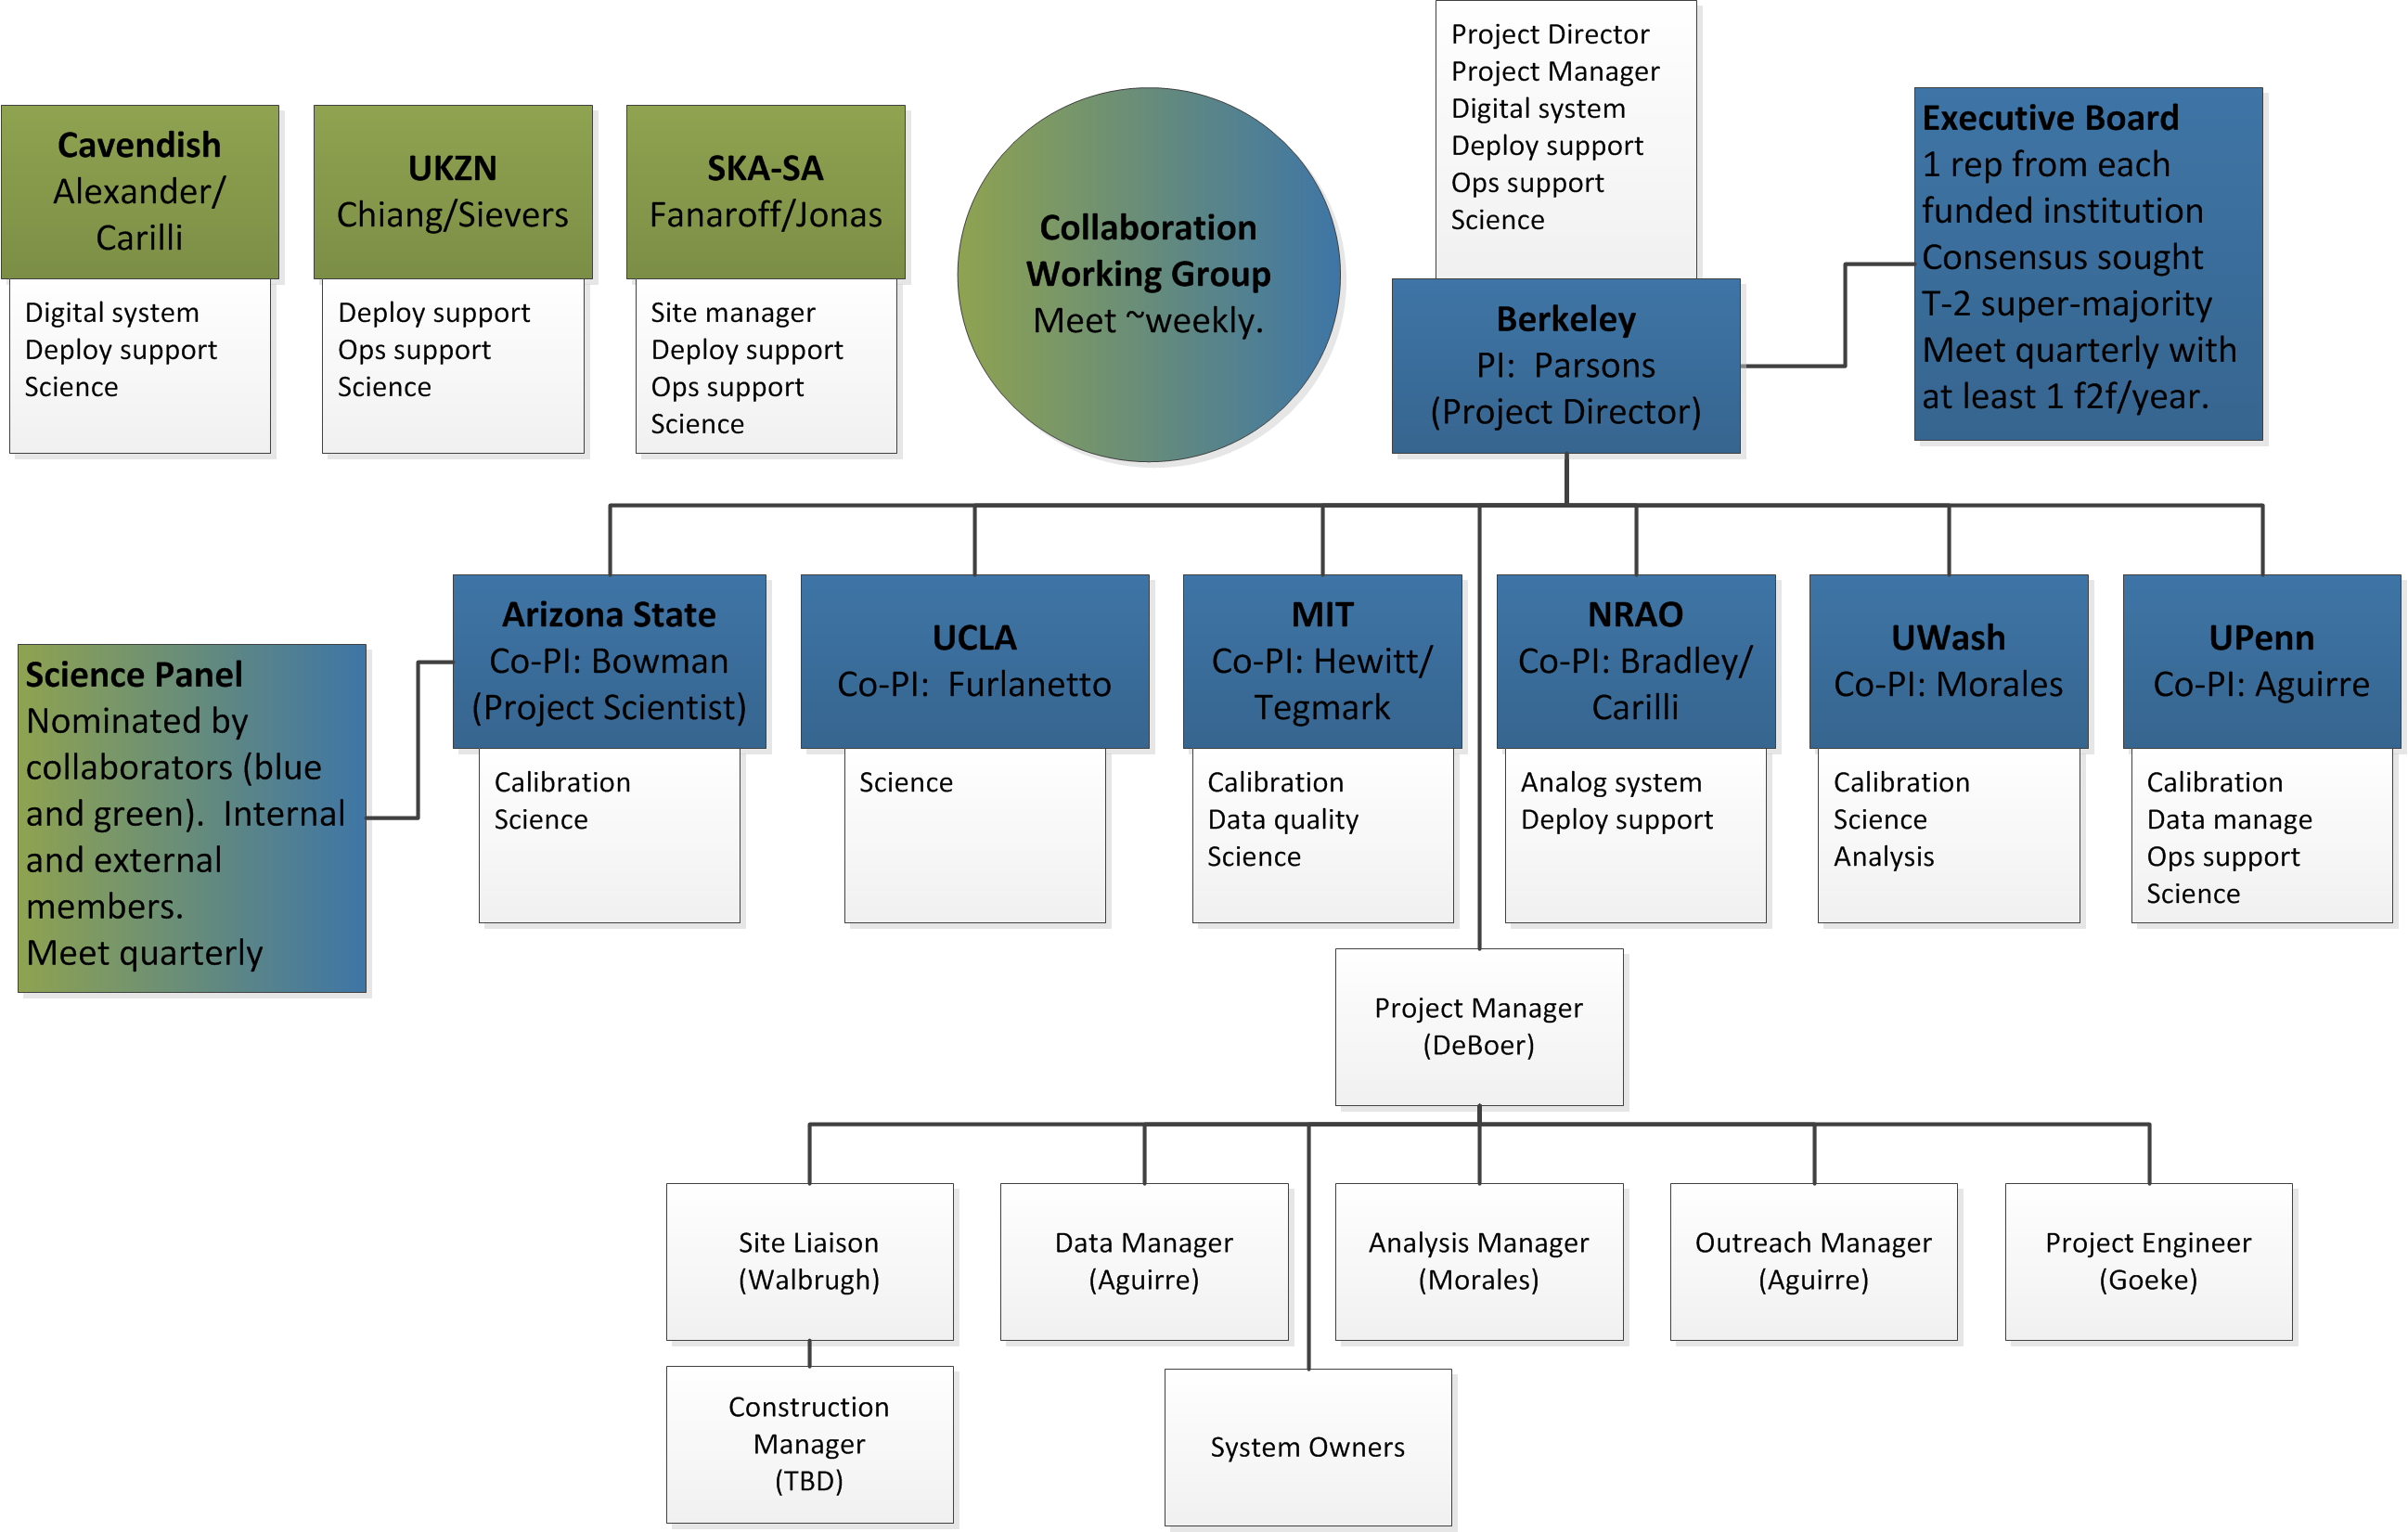 Project Director
Project Manager
Digital system
Deploy support
Ops support
Science
Cavendish
Alexander/
Carilli
Digital system
Deploy support
Science
UKZN
Chiang/Sievers
Deploy support
Ops support
Science
SKA-SA
Fanaroff/Jonas
Site manager
Deploy support
Ops support
Science
Collaboration
Working Group
Meet ~weekly.
Berkeley
PI:  Parsons
(Project Director)
Executive Board
1 rep from each
funded institution
Consensus sought
T-2 super-majority
Meet quarterly with
at least 1 f2f/year.
Science Panel
Nominated by
collaborators (blue
and green).  Internal
and external
members.
Meet quarterly
Arizona State
Co-PI: Bowman
(Project Scientist)
Calibration
Science
UCLA
Co-PI:  Furlanetto
Science
MIT
Co-PI: Hewitt/
Tegmark
Calibration
Data quality
Science
NRAO
Co-PI: Bradley/
Carilli
Analog system
Deploy support
UWash
Co-PI: Morales
Calibration
Science
Analysis
UPenn
Co-PI: Aguirre
Calibration
Data manage
Ops support
Science
Project Manager
(DeBoer)
Site Liaison
(Walbrugh)
Data Manager
(Aguirre)
Analysis Manager
(Morales)
Outreach Manager
(Aguirre)
Project Engineer
(Goeke)
Construction
Manager
(TBD)
System Owners